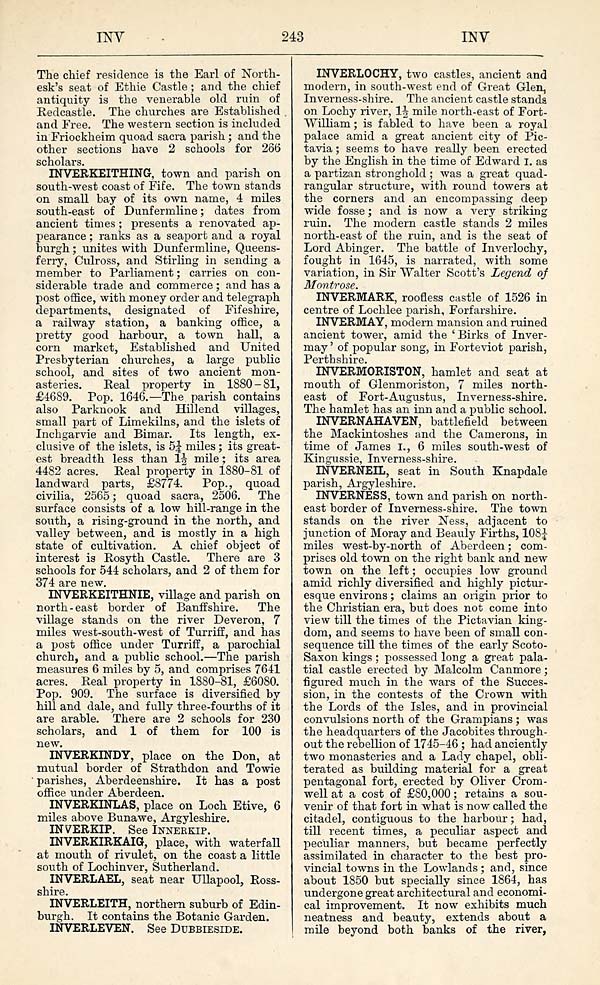 INV
243
INV
The chief residence is the Earl of North-
esk's seat of Ethie Castle; and the chief
antiquity is the venerable old ruin of
Redcastle. The churches are Established
and Free. The western section is included
in Friockheim quoad sacra parish; and the
other sections have 2 schools for 266
scholars.
INVERKEITHING, town and parish on
south-west coast of Fife. The town stands
on small bay of its own name, 4 miles
south-east of Dunfermline; dates from
ancient times; presents a renovated ap-
pearance; ranks as a seaport and a royal
burgh; unites with Dunfermline, Queens-
ferry, Culross, and Stirling in sending a
member to Parliament; carries on con-
siderable trade and commerce; and has a
post office, with money order and telegraph
departments, designated of Fifeshire,
a railway station, a banking office, a
pretty good harbour, a town hall, a
corn market, Established and United
Presbyterian churches, a large public
school, and sites of two ancient mon-
asteries. Real property in 1880-81,
£4689. Pop. 1646.—The parish contains
also Parknook and Hillend villages,
small part of Limekilns, and the islets of
Inchgarvie and Bimar. Its length, ex-
clusive of the islets, is 5¼ miles; its great-
est breadth less than 1½ mile; its area
4482 acres. Real property in 1880-81 of
landward parts, £8774. Pop., quoad
civilia, 2565; quoad sacra, 2506. The
surface consists of a low hill-range in the
south, a rising-ground in the north, and
valley between, and is mostly in a high
state of cultivation. A chief object of
interest is Rosyth Castle. There are 3
schools for 544 scholars, and 2 of them for
374 are new.
INVERKEITHNIE, village and parish on
north-east border of Banffshire. The
village stands on the river Deveron, 7
miles west-south-west of Turriff, and has
a post office under Turriff, a parochial
church, and a public school.—The parish
measures 6 miles by 5, and comprises 7641
acres. Real property in 1880-81, £6080.
Pop. 909. The surface is diversified by
hill and dale, and fully three-fourths of it
are arable. There are 2 schools for 230
scholars, and 1 of them for 100 is
new.
INVERKINDY, place on the Don, at
mutual border of Strathdon and Towie
parishes, Aberdeenshire. It has a post
office under Aberdeen.
INVERKINLAS, place on Loch Etive, 6
miles above Bunawe, Argyleshire.
INVERKIP. See INNERKIP.
INVERKIRKAIG, place, with waterfall
at mouth of rivulet, on the coast a little
south of Lochinver, Sutherland.
INVERLAEL, seat near Ullapool, Ross-
shire.
INVERLEITH, northern suburb of Edin-
burgh. It contains the Botanic Garden.
INVERLEVEN. See DUBBIESIDE.
INVERLOCHY, two castles, ancient and
modern, in south-west end of Great Glen,
Inverness-shire. The ancient castle stands
on Lochy river, 1½ mile north-east of Fort-
William; is fabled to have been a royal
palace amid a great ancient city of Pic-
tavia; seems to have really been erected
by the English in the time of Edward I. as
a partizan stronghold; was a great quad-
rangular structure, with round towers at
the corners and an encompassing deep
wide fosse; and is now a very striking
ruin. The modern castle stands 2 miles
north-east of the ruin, and is the seat of
Lord Abinger. The battle of Inverlochy,
fought in 1645, is narrated, with some
variation, in Sir Walter Scott's Legend of
Montrose.
INVERMARK, roofless castle of 1526 in
centre of Lochlee parish, Forfarshire.
INVERMAY, modern mansion and ruined
ancient tower, amid the 'Birks of Inver-
may' of popular song, in Forteviot parish,
Perthshire.
INVERMORISTON, hamlet and seat at
mouth of Glenmoriston, 7 miles north-
east of Fort-Augustus, Inverness-shire.
The hamlet has an inn and a public school.
INVERNAHAVEN, battlefield between
the Mackintoshes and the Camerons, in
time of James I., 6 miles south-west of
Kingussie, Inverness-shire.
INVERNEIL, seat in South Knapdale
parish, Argyleshire.
INVERNESS, town and parish on north-
east border of Inverness-shire. The town
stands on the river Ness, adjacent to
junction of Moray and Beauly Firths, 108¼
miles west-by-north of Aberdeen; com-
prises old town on the right bank and new
town on the left; occupies low ground
amid richly diversified and highly pictur-
esque environs; claims an origin prior to
the Christian era, but does not come into
view till the times of the Pictavian king-
dom, and seems to have been of small con-
sequence till the times of the early Scoto-
Saxon kings; possessed long a great pala-
tial castle erected by Malcolm Canmore;
figured much in the wars of the Succes-
sion, in the contests of the Crown with
the Lords of the Isles, and in provincial
convulsions north of the Grampians; was
the headquarters of the Jacobites through-
out the rebellion of 1745-46; had anciently
two monasteries and a Lady chapel, obli-
terated as building material for a great
pentagonal fort, erected by Oliver Crom-
well at a cost of £80,000; retains a sou-
venir of that fort in what is now called the
citadel, contiguous to the harbour; had,
till recent times, a peculiar aspect and
peculiar manners, but became perfectly
assimilated in character to the best pro-
vincial towns in the Lowlands; and, since
about 1850 but specially since 1864, has
undergone great architectural and economi-
cal improvement. It now exhibits much
neatness and beauty, extends about a
mile beyond both banks of the river,